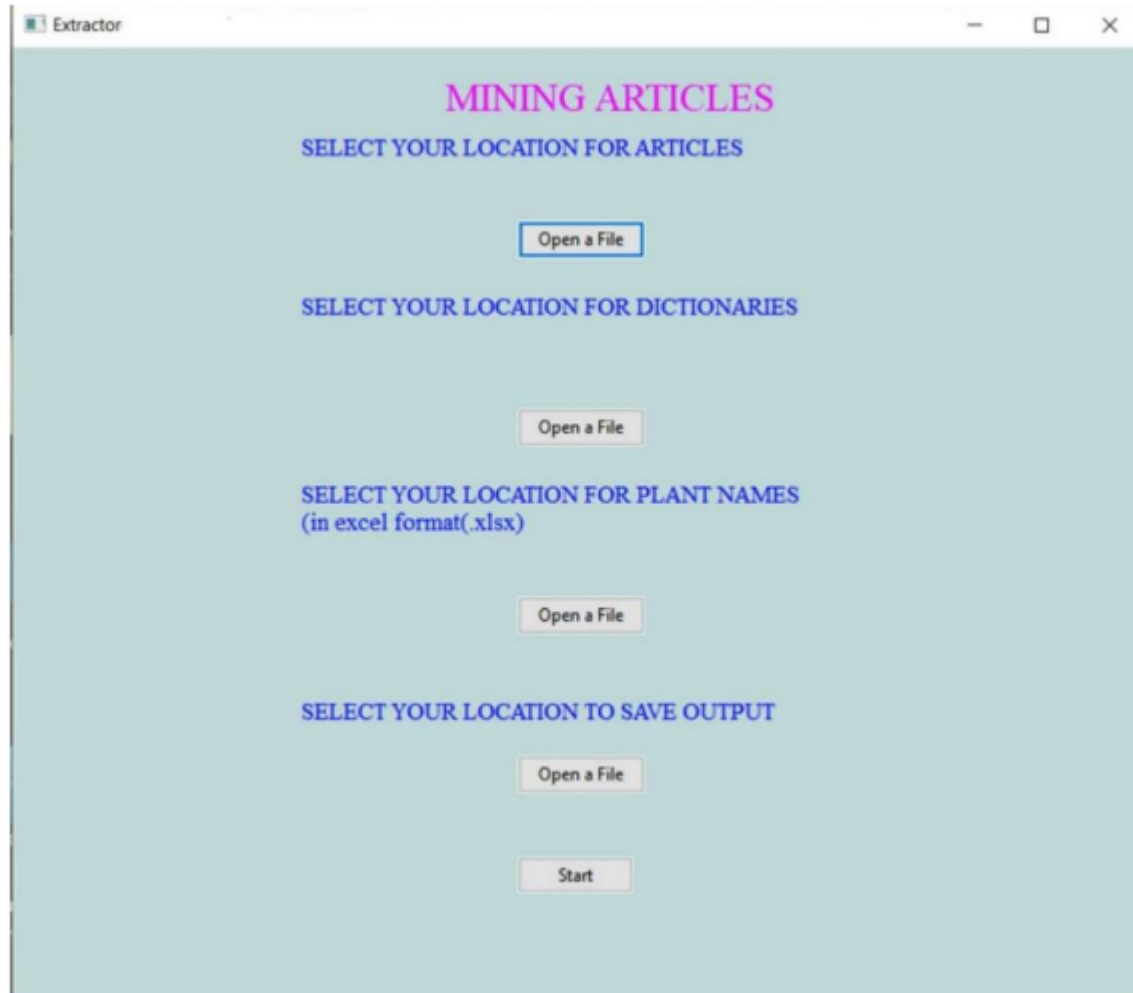 Extractor
MINING ARTICLES
SELECT YOUR LOCATION FOR ARTICLES
Open a File
SELECT YOUR LOCATION FOR DICTIONARIES
Open a File
SELECT YOUR LOCATION FOR PLANT NAMES
(in excel format(.xlsx)
Open a File
SELECT YOUR LOCATION TO SAVE OUTPUT
Open a File
Start